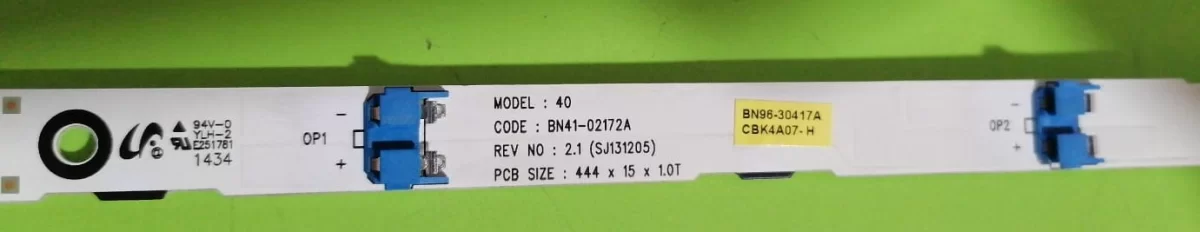 94V-0
YLH-2
E251781
1434
OP1
-
+
MODEL : 40
CODE : BN41-02172A
REV NO : 2.1 (SJ131205)
PCB SIZE : 444 x 15 x 1.0T
BN96-30417A
CBK4A07-H
OP2
-
+